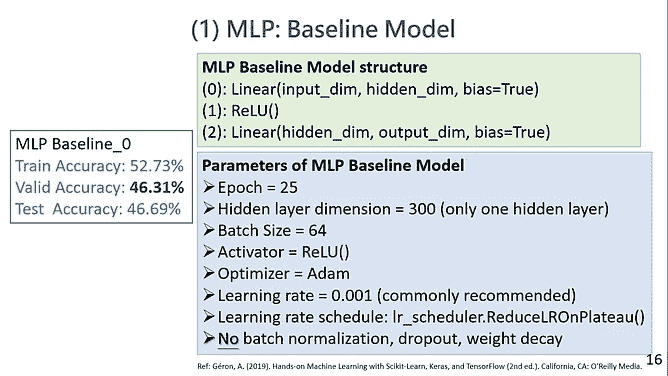 (1) MLP: Baseline Model
MLP Baseline Model structure
(0): Linear(input_dim, hidden_dim, bias=True)
(1): ReLU()
(2): Linear(hidden_dim, output_dim, bias=True)
MLP Baseline_0
Train Accuracy: 52.73%
Valid Accuracy: 46.31%
Test Accuracy: 46.69%
Parameters of MLP Baseline Model
➢Epoch = 25
➢Hidden layer dimension = 300 (only one hidden layer)
➢Batch Size = 64
➢Activator = ReLU()
➢Optimizer = Adam
➢Learning rate = 0.001 (commonly recommended)
➢Learning rate schedule: lr_scheduler.ReduceLROnPlateau()
➢No batch normalization, dropout, weight decay
16
Ref: Géron, A. (2019). Hands-on Machine Learning with Scikit-Learn, Keras, and TensorFlow (2nd ed.). California, CA: O'Reilly Media.